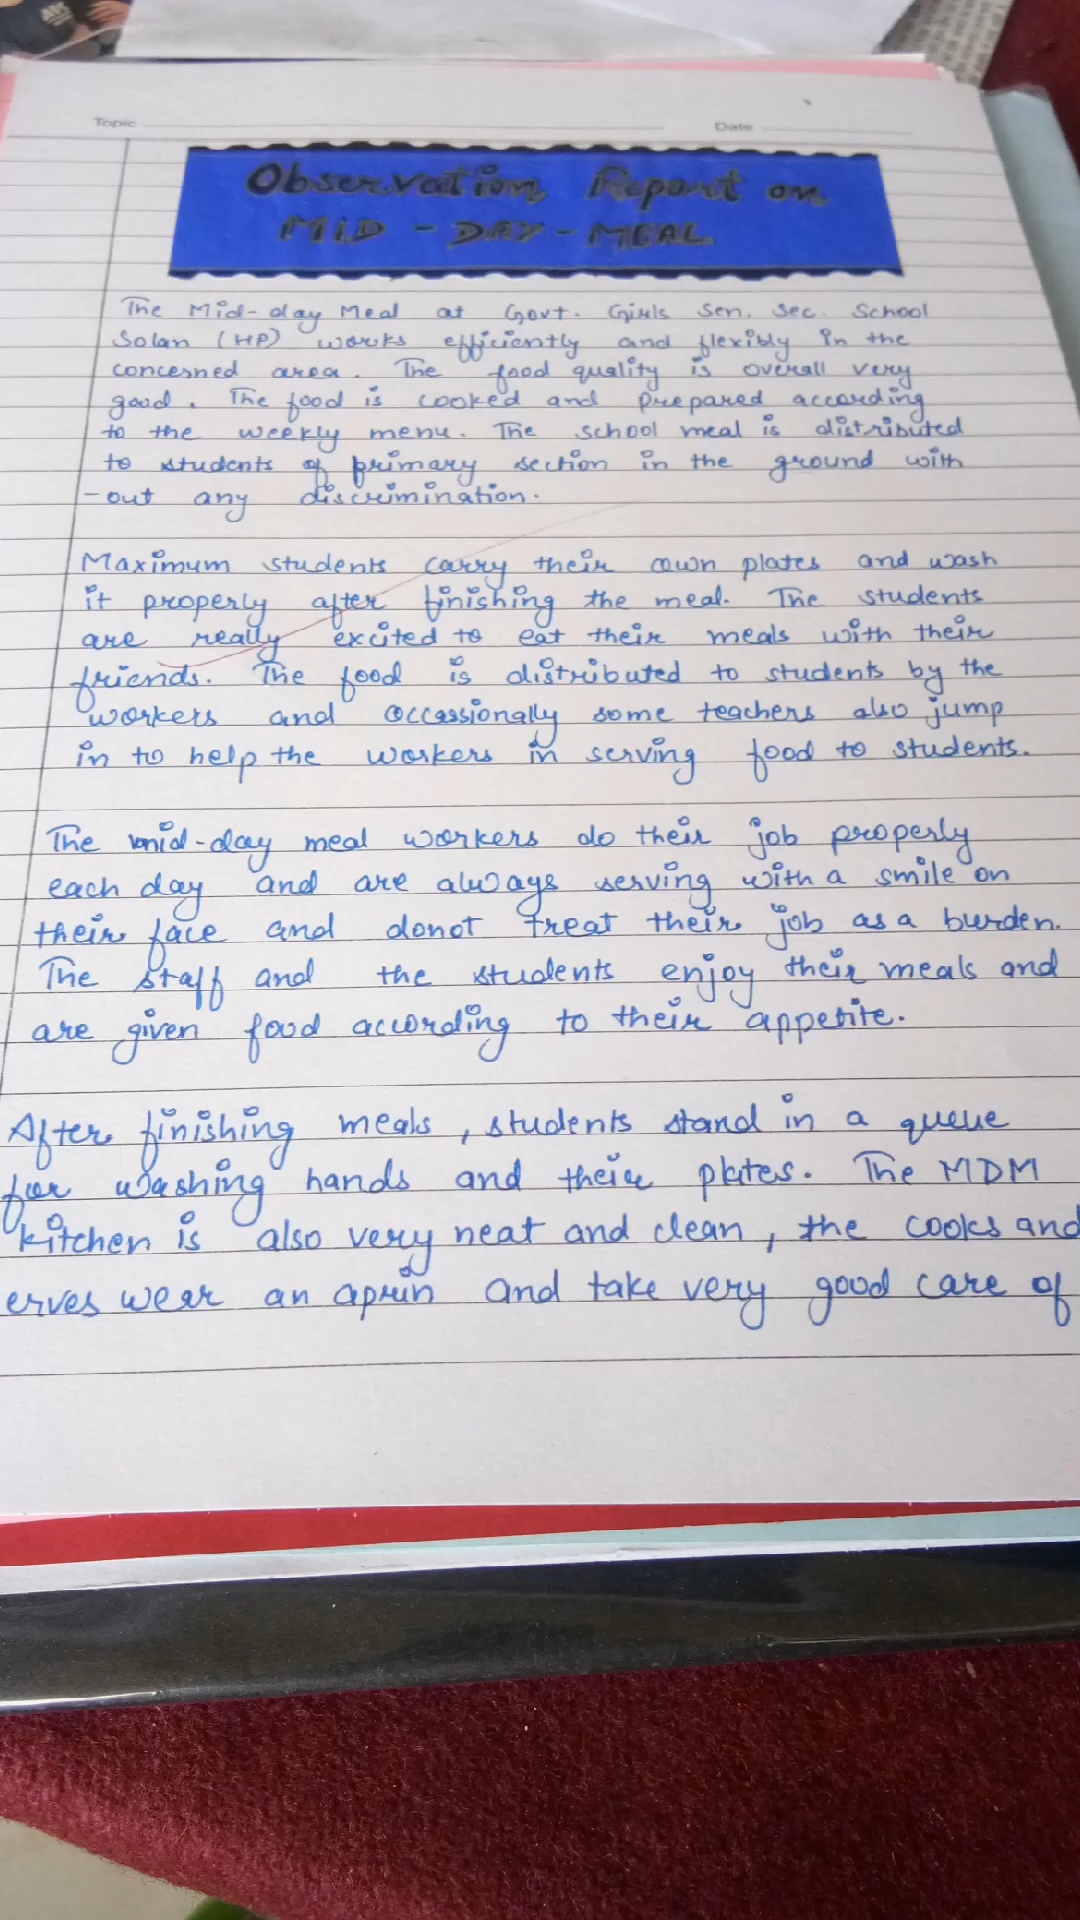 Topic
Date
Observation Report on
MID - DAY - MEAL
The Mid-day Meal at Govt. Girls Sen. Sec. School
Solan (HP) works efficiently and flexibly in the
concerned area. The food quality is overall very
good. The food is cooked and prepared according
to the weekly menu. The school meal is distributed
to students of primary section in the ground with
-out any discrimination.
Maximum students carry their own plates and wash
it properly after finishing the meal. The students
are really excited to eat their meals with their
friends. The food is distributed to students by the
workers and occassionally some teachers also jump
in to help the workers in serving food to students.
The mid-day meal workers do their job properly
each day and are always serving with a smile on
their face and donot treat their job as a burden.
The staff and the students enjoy their meals and
are given food according to their appetite.
After finishing meals, students stand in a queue
for washing hands and their plates. The MDM
kitchen is also very neat and clean, the cooks and
erves wear an apron and take very good care of